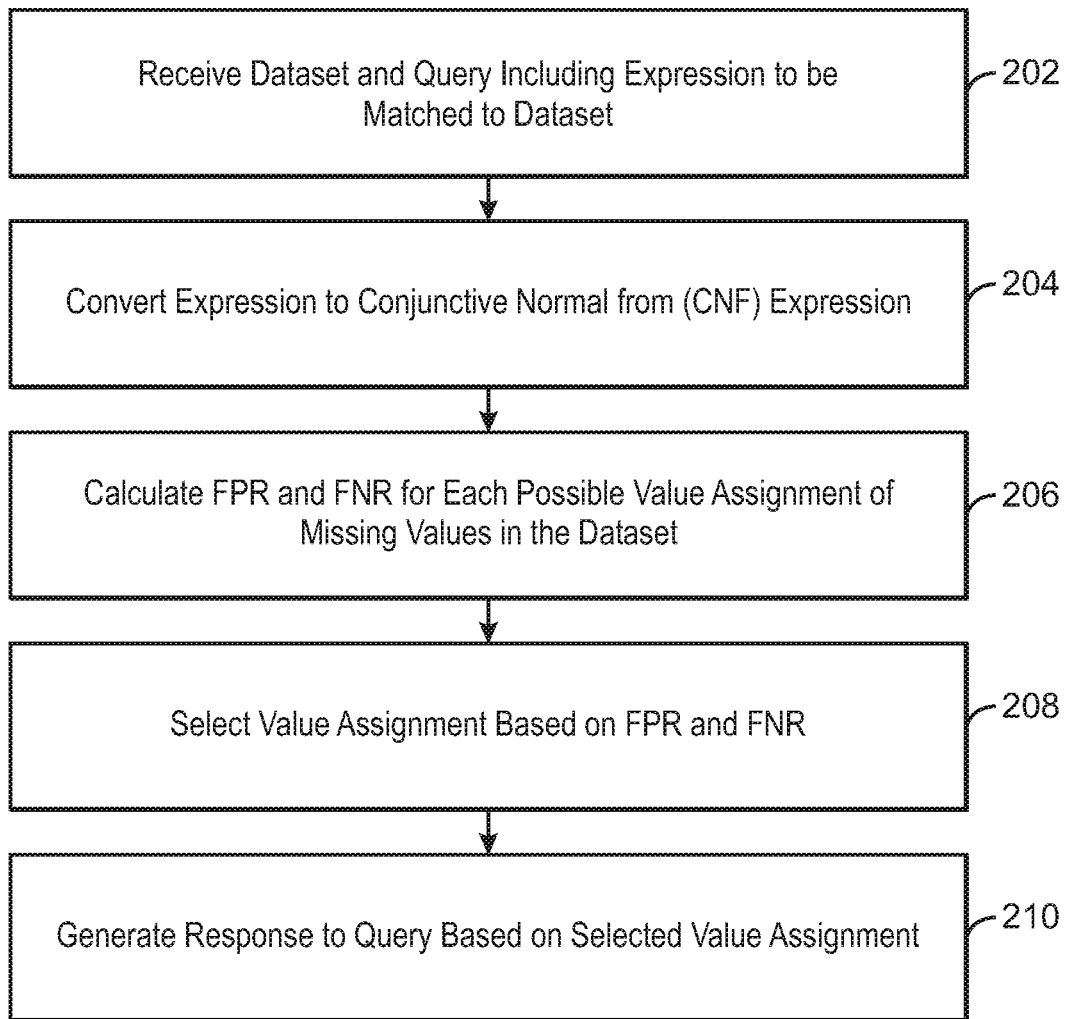 Receive Dataset and Query Including Expression to be
Matched to Dataset
202
Convert Expression to Conjunctive Normal from (CNF) Expression
204
Calculate FPR and FNR for Each Possible Value Assignment of
Missing Values in the Dataset
206
Select Value Assignment Based on FPR and FNR
208
Generate Response to Query Based on Selected Value Assignment
210